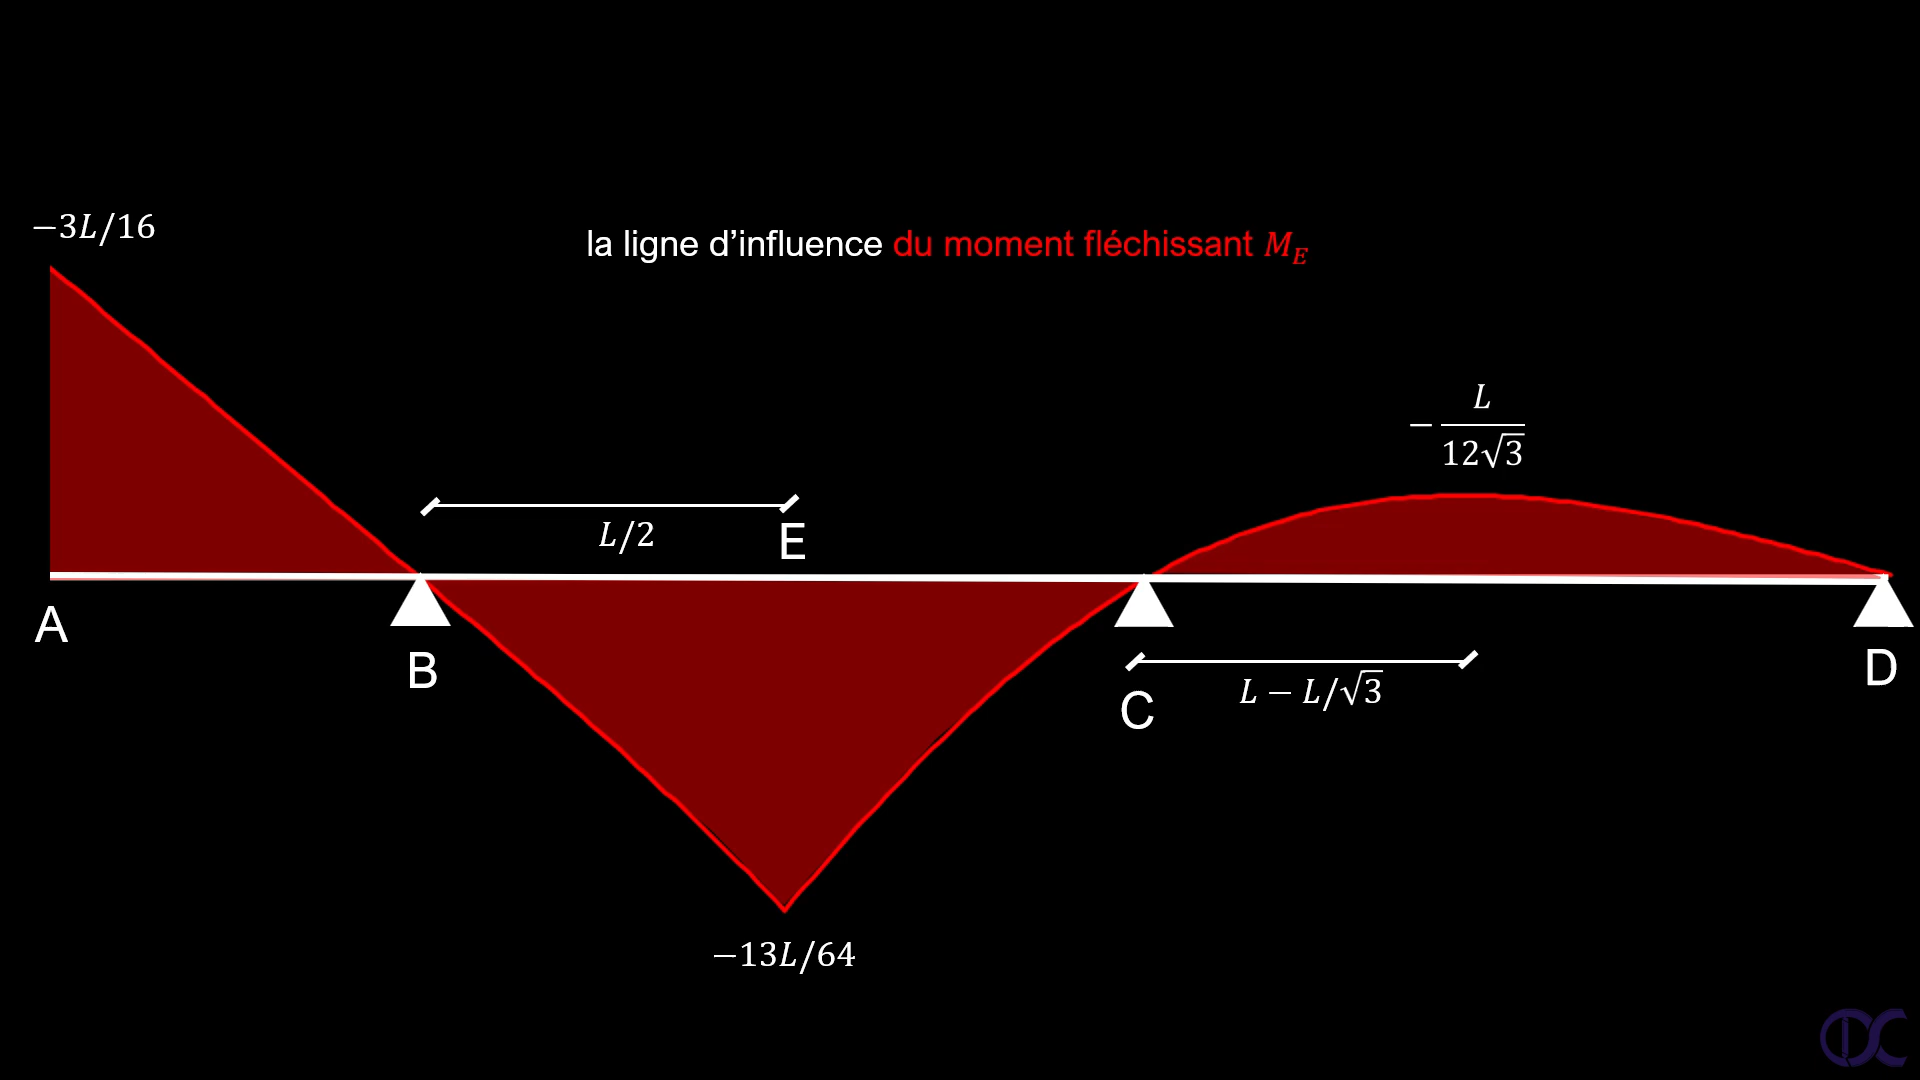 −3L/16
la ligne d’influence du moment fléchissant M_E
− L/(12√3)
L/2
E
A
B
C
L − L/√3
D
−13L/64